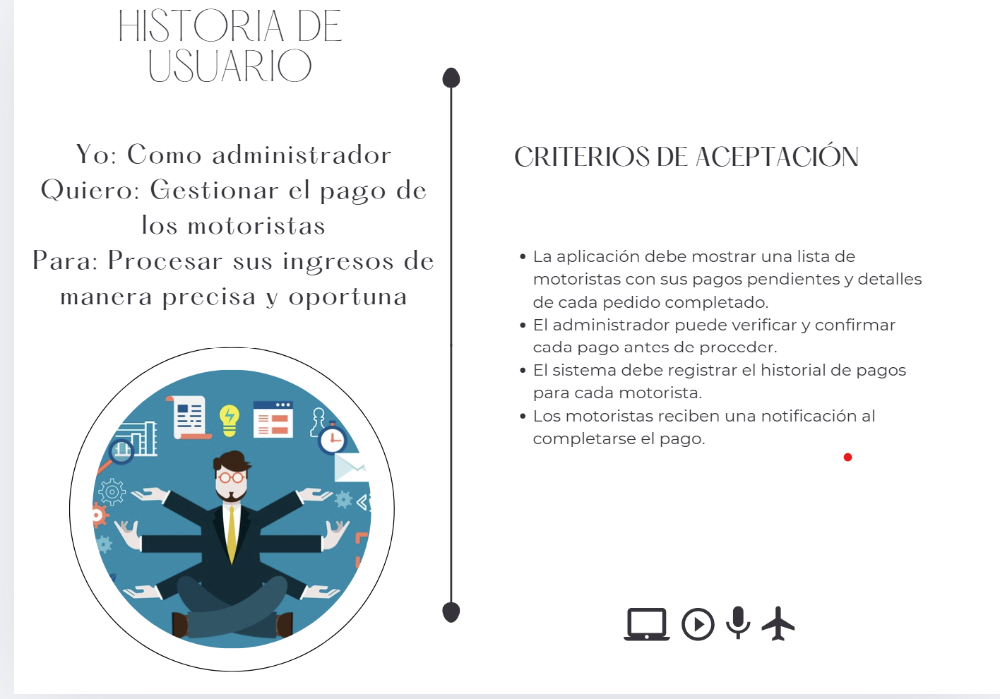 HISTORIA DE
USUARIO
Yo: Como administrador
Quiero: Gestionar el pago de
los motoristas
Para: Procesar sus ingresos de
manera precisa y oportuna
CRITERIOS DE ACEPTACIÓN
• La aplicación debe mostrar una lista de
motoristas con sus pagos pendientes y detalles
de cada pedido completado.
• El administrador puede verificar y confirmar
cada pago antes de proceder.
• El sistema debe registrar el historial de pagos
para cada motorista.
• Los motoristas reciben una notificación al
completarse el pago.